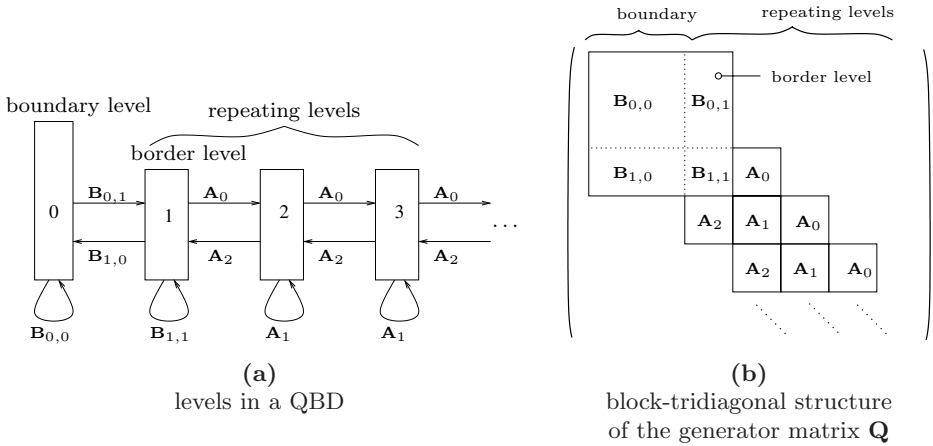 boundary level
repeating levels
border level
0
1
2
3
B0,1
A0
A0
A0
B1,0
A2
A2
A2
...
B0,0
B1,1
A1
A1
(a)
levels in a QBD
boundary
repeating levels
border level
B0,0
B0,1
B1,0
B1,1
A0
A2
A1
A0
A2
A1
A0
(b)
block-tridiagonal structure
of the generator matrix Q